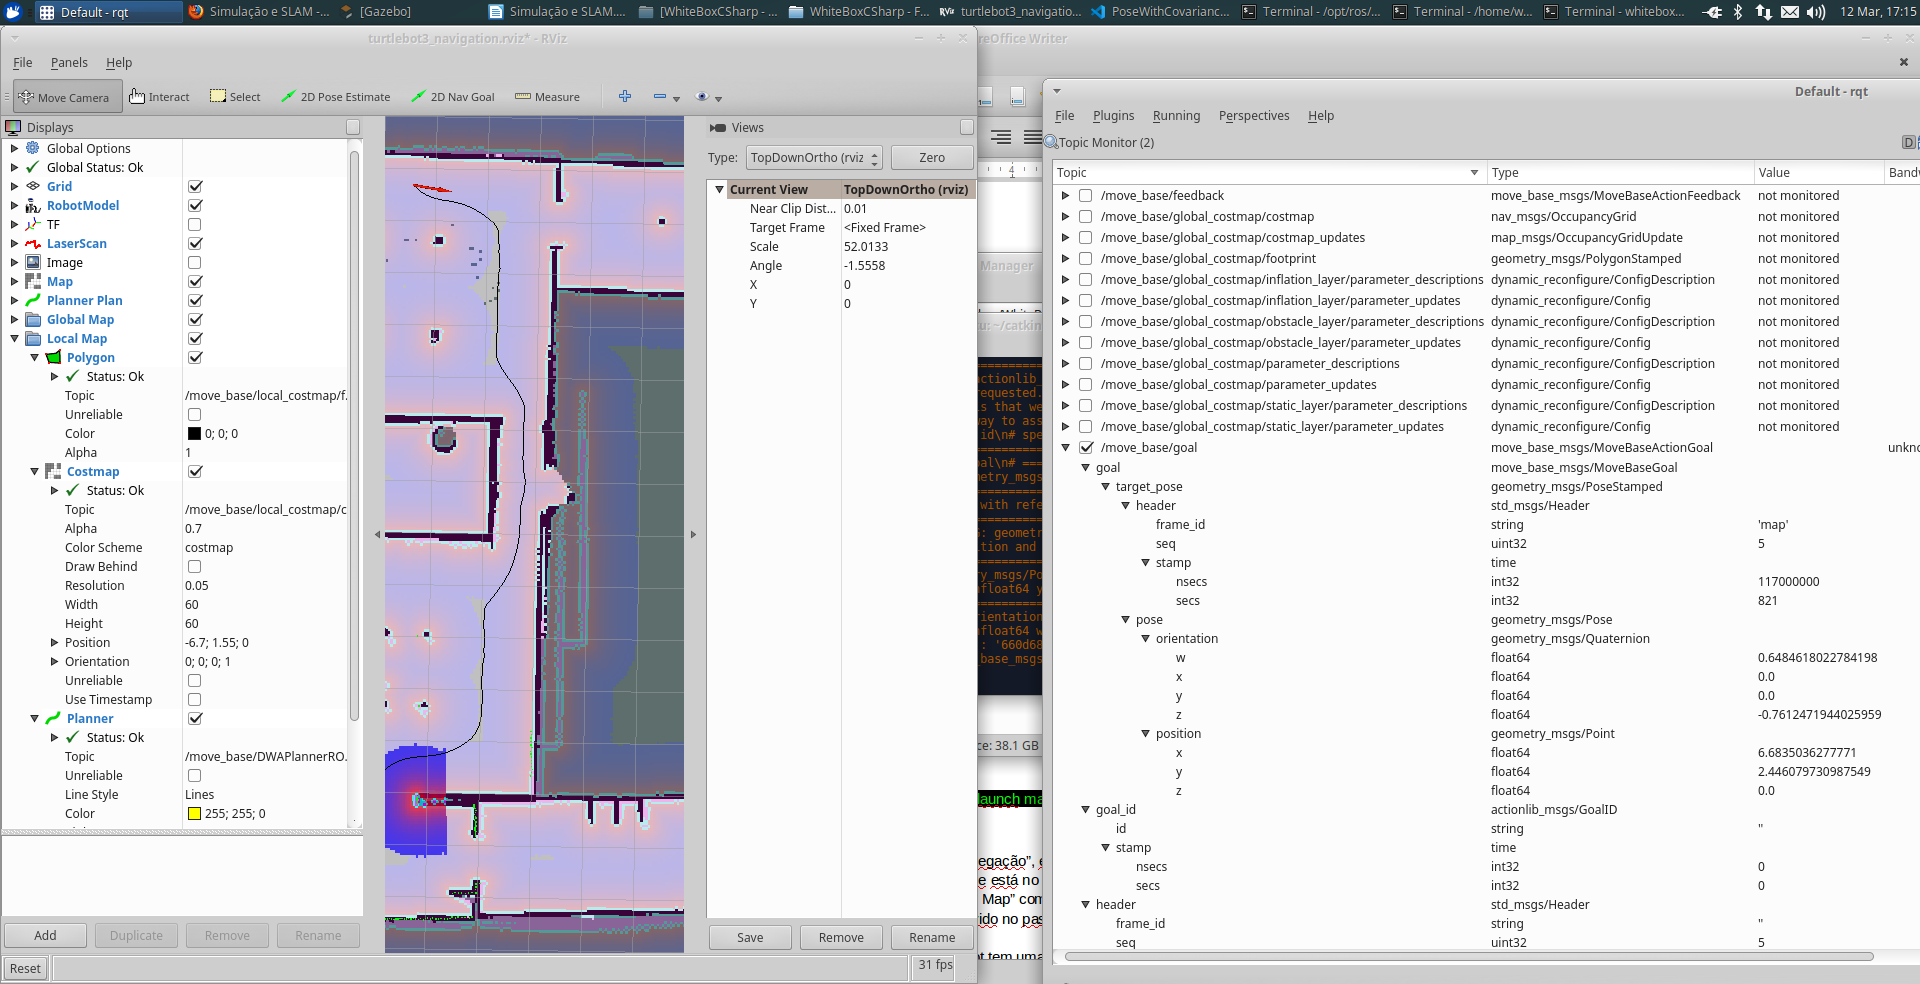 Default - rqt
Simulação e SLAM -...
[Gazebo]
Simulação e SLAM....
[WhiteBoxCSharp - ...
WhiteBoxCSharp - F...
RViz turtlebot3_navigatio...
PoseWithCovarianc...
Terminal - /opt/ros/...
Terminal - /home/w...
Terminal - whitebox...
12 Mar, 17:15
turtlebot3_navigation.rviz* - RViz
reOffice Writer
File Panels Help
Move Camera
Interact
Select
2D Pose Estimate
2D Nav Goal
Measure
Displays
Global Options
Global Status: Ok
Grid
RobotModel
TF
LaserScan
Image
Map
Planner Plan
Global Map
Local Map
Polygon
Status: Ok
Topic /move_base/local_costmap/f.
Unreliable
Color 0; 0; 0
Alpha 1
Costmap
Status: Ok
Topic /move_base/local_costmap/c
Alpha 0.7
Color Scheme costmap
Draw Behind
Resolution 0.05
Width 60
Height 60
Position -6.7; 1.55; 0
Orientation 0; 0; 0; 1
Unreliable
Use Timestamp
Planner
Status: Ok
Topic /move_base/DWAPlannerRO.
Unreliable
Line Style Lines
Color 255; 255; 0
Add Duplicate Remove Rename
Reset
31 fps
Views
Type: TopDownOrtho (rviz Zero
Current View TopDownOrtho (rviz)
Near Clip Dist... 0.01
Target Frame <Fixed Frame>
Scale 52.0133
Angle -1.5558
X 0
Y 0
Save Remove Rename
4
Manager
u: ~/catkin
actionlib_
requested.
s that we
way to ass
id\n# spe
al\n# ===
metry_msgs
with refe
: geometr
tion and
ry_msgs/Po
float64 y
orientation
float64 w
: '660d68
_base_msgs
ce: 38.1 GB
launch ma
egação", e
e está no
Map" com
ido no pas
ot tem uma
Default - rqt
File Plugins Running Perspectives Help
Topic Monitor (2)
D
Topic Type Value Bandw
/move_base/feedback move_base_msgs/MoveBaseActionFeedback not monitored
/move_base/global_costmap/costmap nav_msgs/OccupancyGrid not monitored
/move_base/global_costmap/costmap_updates map_msgs/OccupancyGridUpdate not monitored
/move_base/global_costmap/footprint geometry_msgs/PolygonStamped not monitored
/move_base/global_costmap/inflation_layer/parameter_descriptions dynamic_reconfigure/ConfigDescription not monitored
/move_base/global_costmap/inflation_layer/parameter_updates dynamic_reconfigure/Config not monitored
/move_base/global_costmap/obstacle_layer/parameter_descriptions dynamic_reconfigure/ConfigDescription not monitored
/move_base/global_costmap/obstacle_layer/parameter_updates dynamic_reconfigure/Config not monitored
/move_base/global_costmap/parameter_descriptions dynamic_reconfigure/ConfigDescription not monitored
/move_base/global_costmap/parameter_updates dynamic_reconfigure/Config not monitored
/move_base/global_costmap/static_layer/parameter_descriptions dynamic_reconfigure/ConfigDescription not monitored
/move_base/global_costmap/static_layer/parameter_updates dynamic_reconfigure/Config not monitored
/move_base/goal move_base_msgs/MoveBaseActionGoal unkno
goal move_base_msgs/MoveBaseGoal
target_pose geometry_msgs/PoseStamped
header std_msgs/Header
frame_id string 'map'
seq uint32 5
stamp time
nsecs int32 117000000
secs int32 821
pose geometry_msgs/Pose
orientation geometry_msgs/Quaternion
w float64 0.6484618022784198
x float64 0.0
y float64 0.0
z float64 -0.7612471944025959
position geometry_msgs/Point
x float64 6.6835036277771
y float64 2.446079730987549
z float64 0.0
goal_id actionlib_msgs/GoalID
id string ''
stamp time
nsecs int32 0
secs int32 0
header std_msgs/Header
frame_id string ''
seq uint32 5